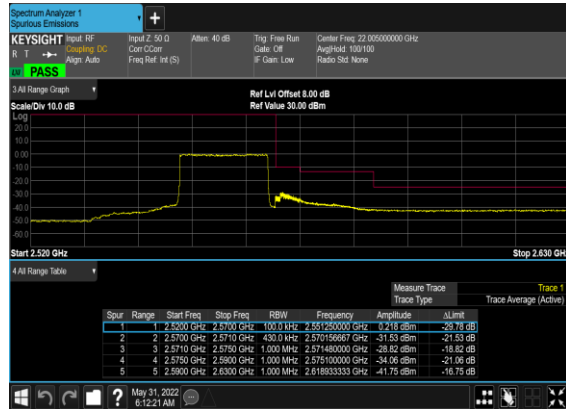 Spectrum Analyzer 1
Spurious Emissions
+
KEYSIGHT Input: RF Input Z: 50 Ω Atten: 40 dB Trig: Free Run Center Freq: 22.005000000 GHz
R T Coupling: DC Corr CCorr Gate: Off Avg|Hold: 100/100
Align: Auto Freq Ref: Int (S) IF Gain: Low Radio Std: None
PASS
3 All Range Graph
Ref Lvl Offset 8.00 dB
Scale/Div 10.0 dB Ref Value 30.00 dBm
Log
20.0
10.0
0.00
-10.0
-20.0
-30.0
-40.0
-50.0
-60.0
Start 2.520 GHz Stop 2.630 GH
4 All Range Table
Measure Trace Trace 1
Trace Type Trace Average (Active)
Spur Range Start Freq Stop Freq RBW Frequency Amplitude ΔLimit
1 1 2.5200 GHz 2.5700 GHz 100.0 kHz 2.551250000 GHz 0.218 dBm -29.78 dB
2 2 2.5700 GHz 2.5710 GHz 430.0 kHz 2.570156667 GHz -31.53 dBm -21.53 dB
3 3 2.5710 GHz 2.5750 GHz 1.000 MHz 2.571480000 GHz -28.82 dBm -18.82 dB
4 4 2.5750 GHz 2.5900 GHz 1.000 MHz 2.575100000 GHz -34.06 dBm -21.06 dB
5 5 2.5900 GHz 2.6300 GHz 1.000 MHz 2.618933333 GHz -41.75 dBm -16.75 dB
? May 31, 2022
6:12:21 AM